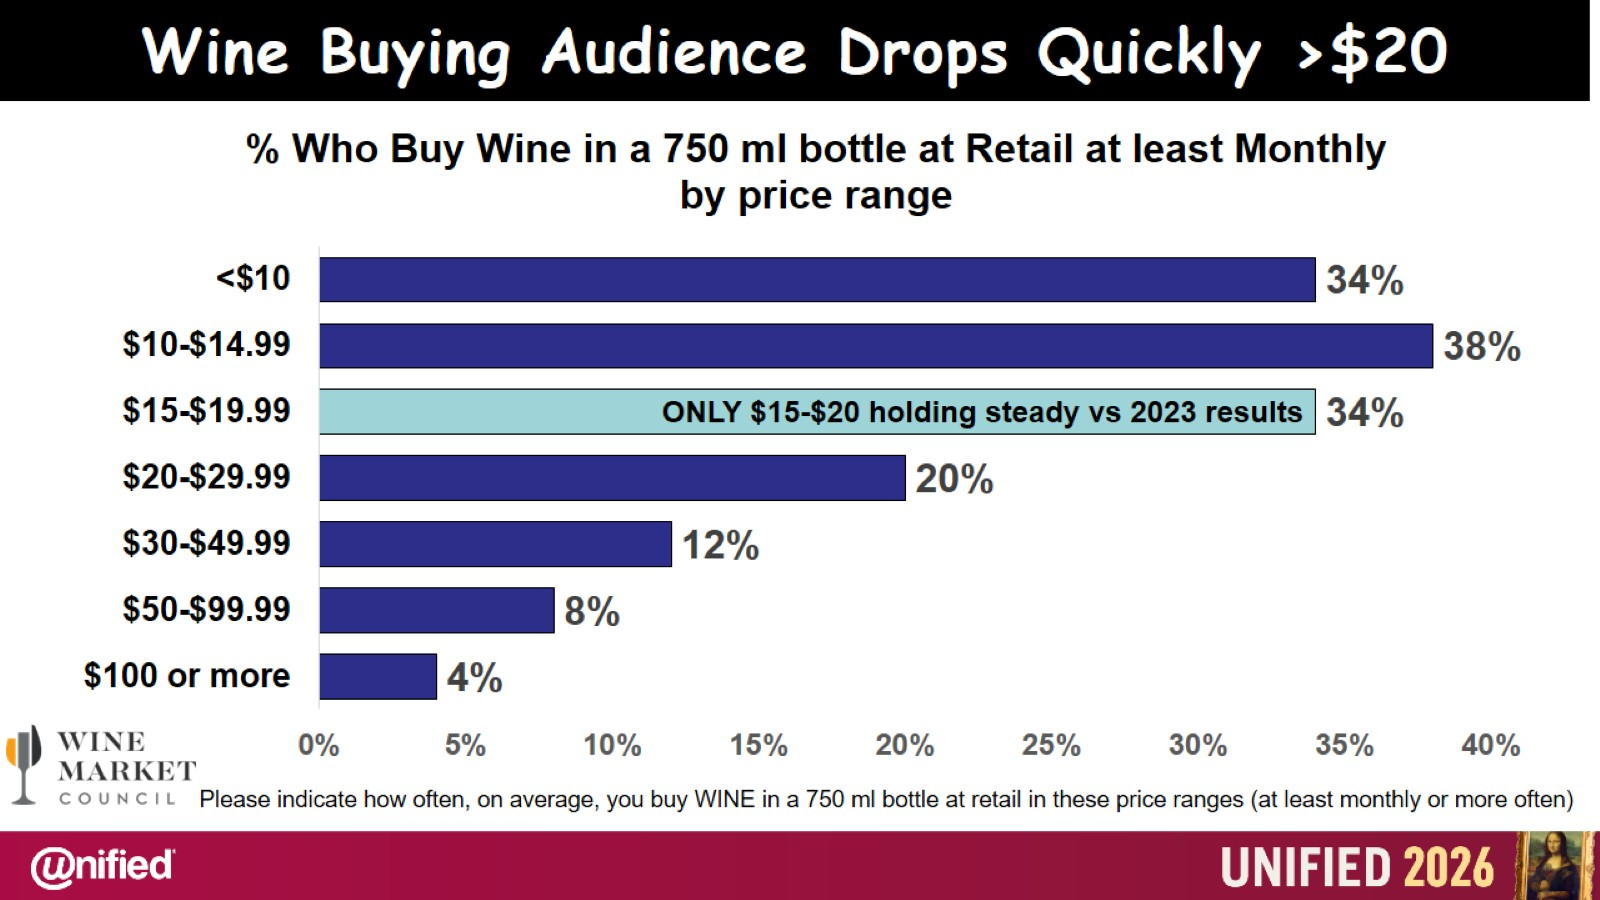 Wine Buying Audience Drops Quickly >$20
% Who Buy Wine in a 750 ml bottle at Retail at least Monthly
by price range
<$10
34%
$10-$14.99
38%
$15-$19.99
ONLY $15-$20 holding steady vs 2023 results
34%
$20-$29.99
20%
$30-$49.99
12%
$50-$99.99
8%
$100 or more
4%
0% 5% 10% 15% 20% 25% 30% 35% 40%
WINE
MARKET
COUNCIL
Please indicate how often, on average, you buy WINE in a 750 ml bottle at retail in these price ranges (at least monthly or more often)
unified
UNIFIED 2026